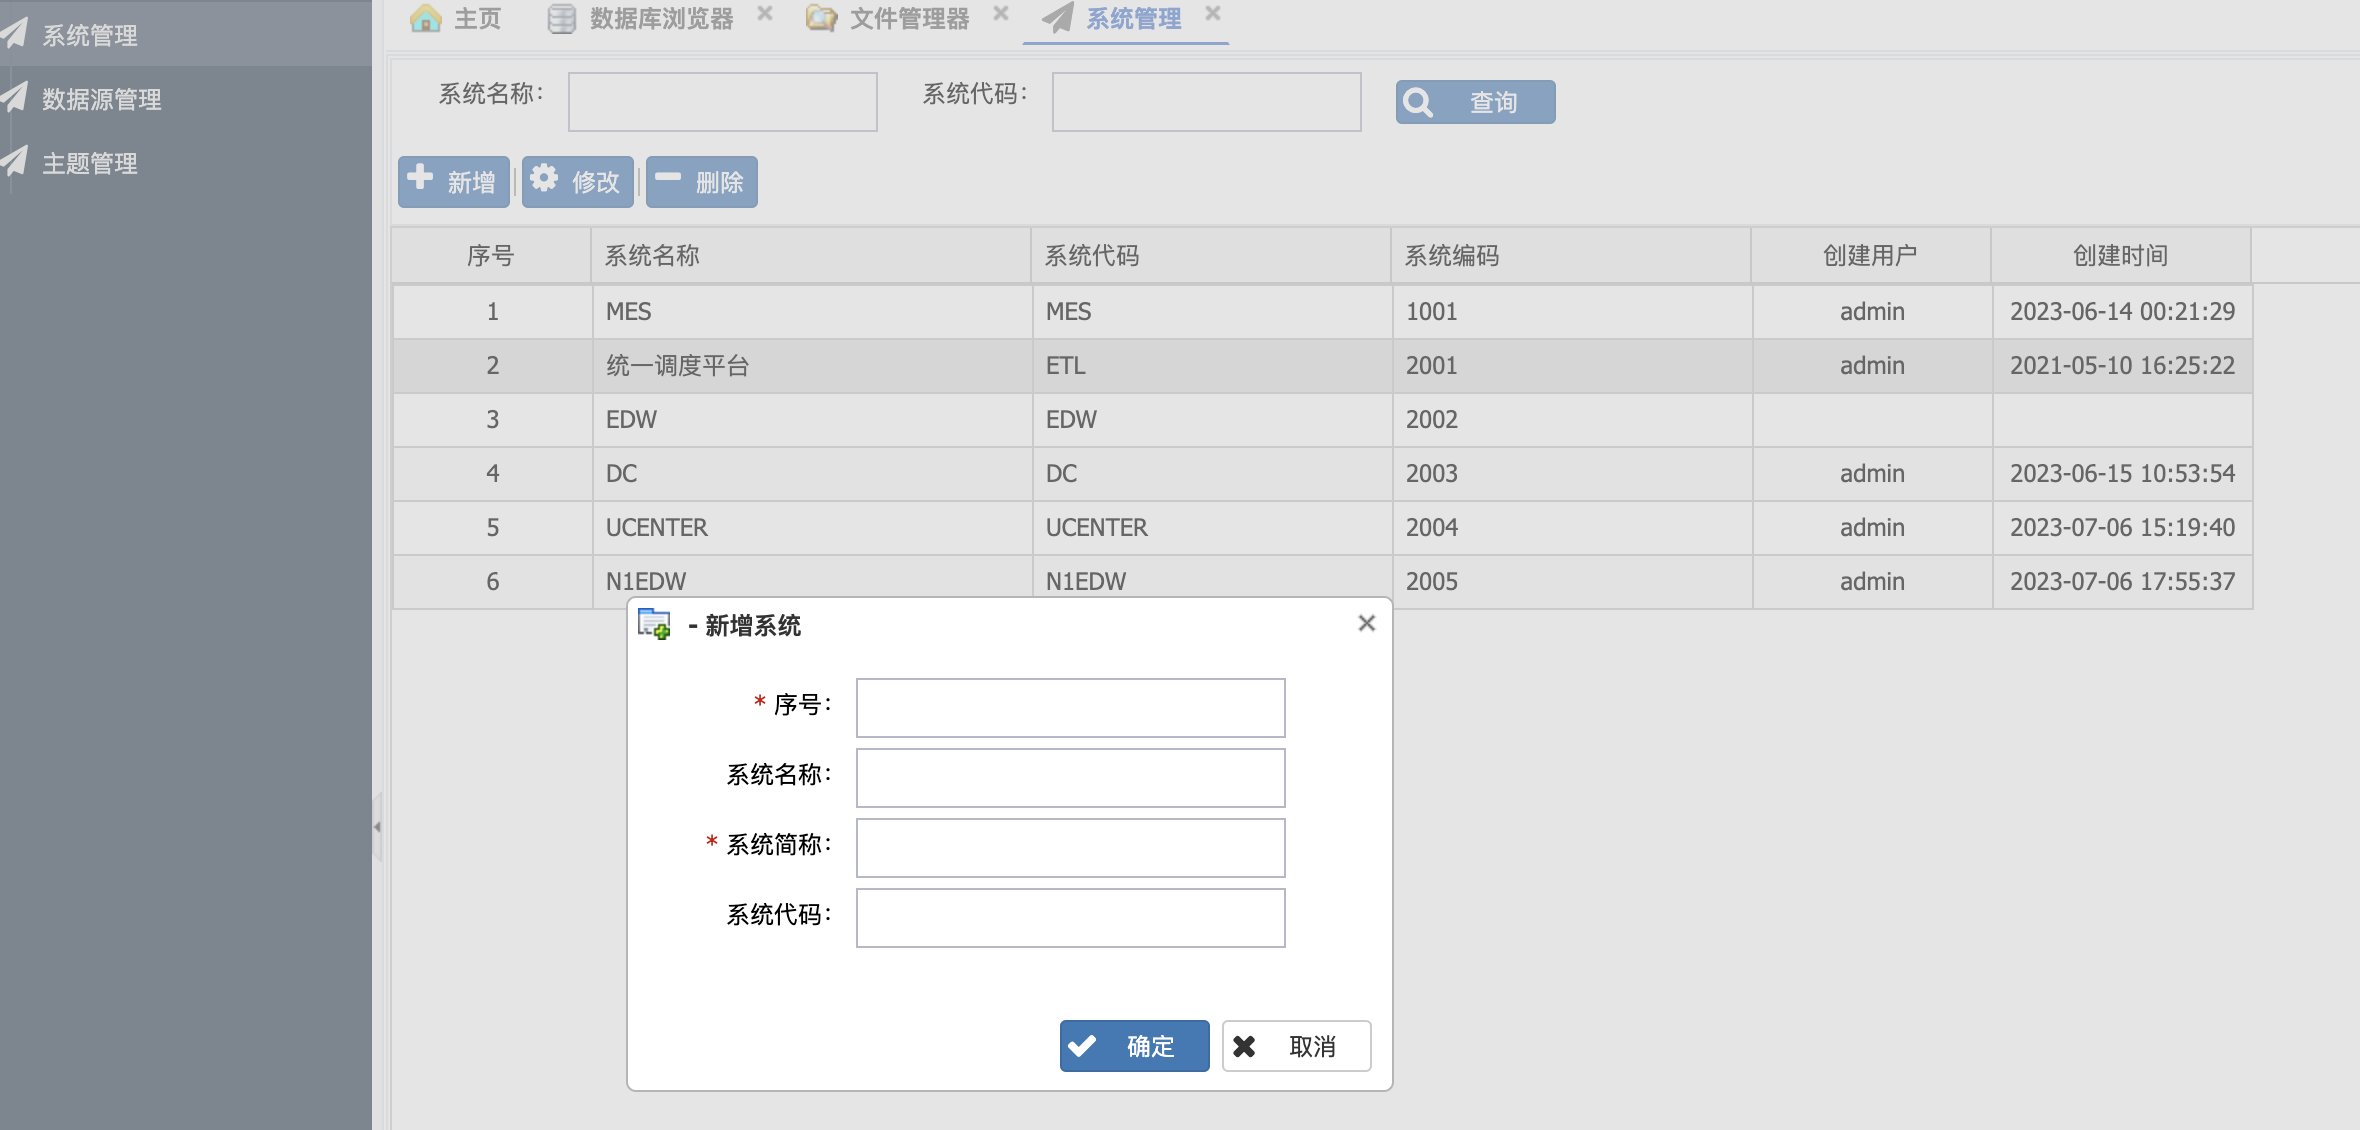 系统管理
数据源管理
主题管理
主页 数据库浏览器 文件管理器 系统管理
系统名称： 系统代码： 查询
新增 修改 删除
序号 系统名称 系统代码 系统编码 创建用户 创建时间
1 MES MES 1001 admin 2023-06-14 00:21:29
2 统一调度平台 ETL 2001 admin 2021-05-10 16:25:22
3 EDW EDW 2002
4 DC DC 2003 admin 2023-06-15 10:53:54
5 UCENTER UCENTER 2004 admin 2023-07-06 15:19:40
6 N1EDW N1EDW 2005 admin 2023-07-06 17:55:37
- 新增系统
* 序号：
系统名称：
* 系统简称：
系统代码：
确定 取消